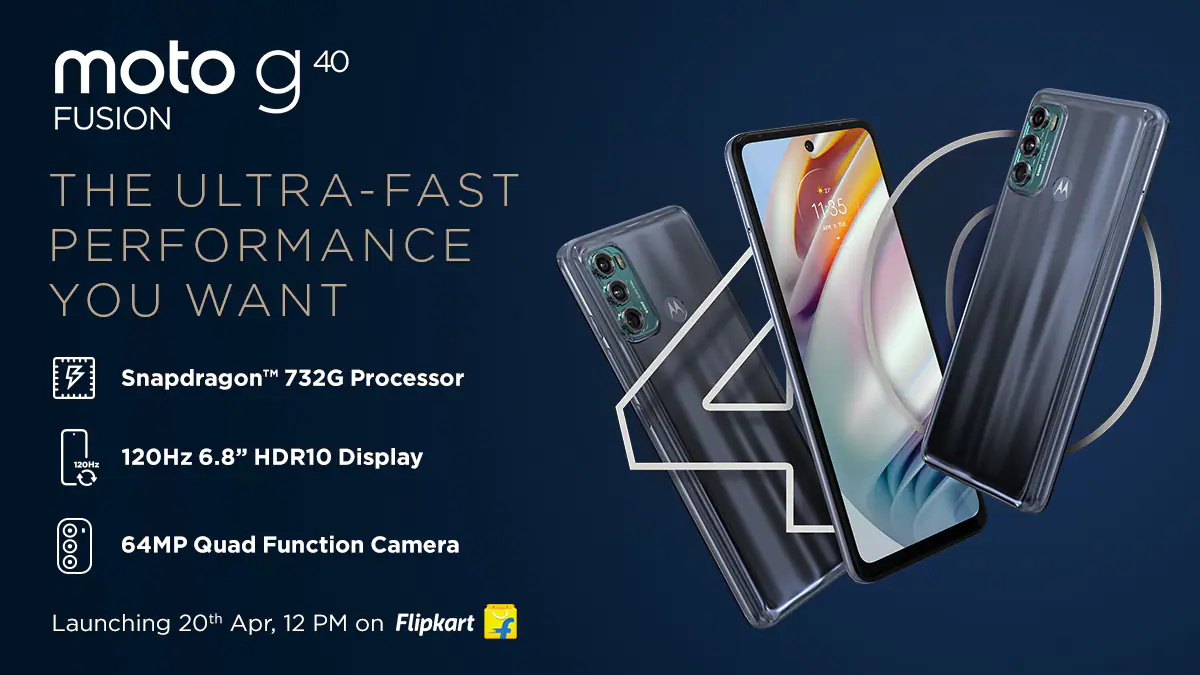 moto g 40
FUSION
THE ULTRA-FAST
PERFORMANCE
YOU WANT
Snapdragon™ 732G Processor
120Hz
120Hz 6.8” HDR10 Display
64MP Quad Function Camera
Launching 20th Apr, 12 PM on Flipkart
11:35